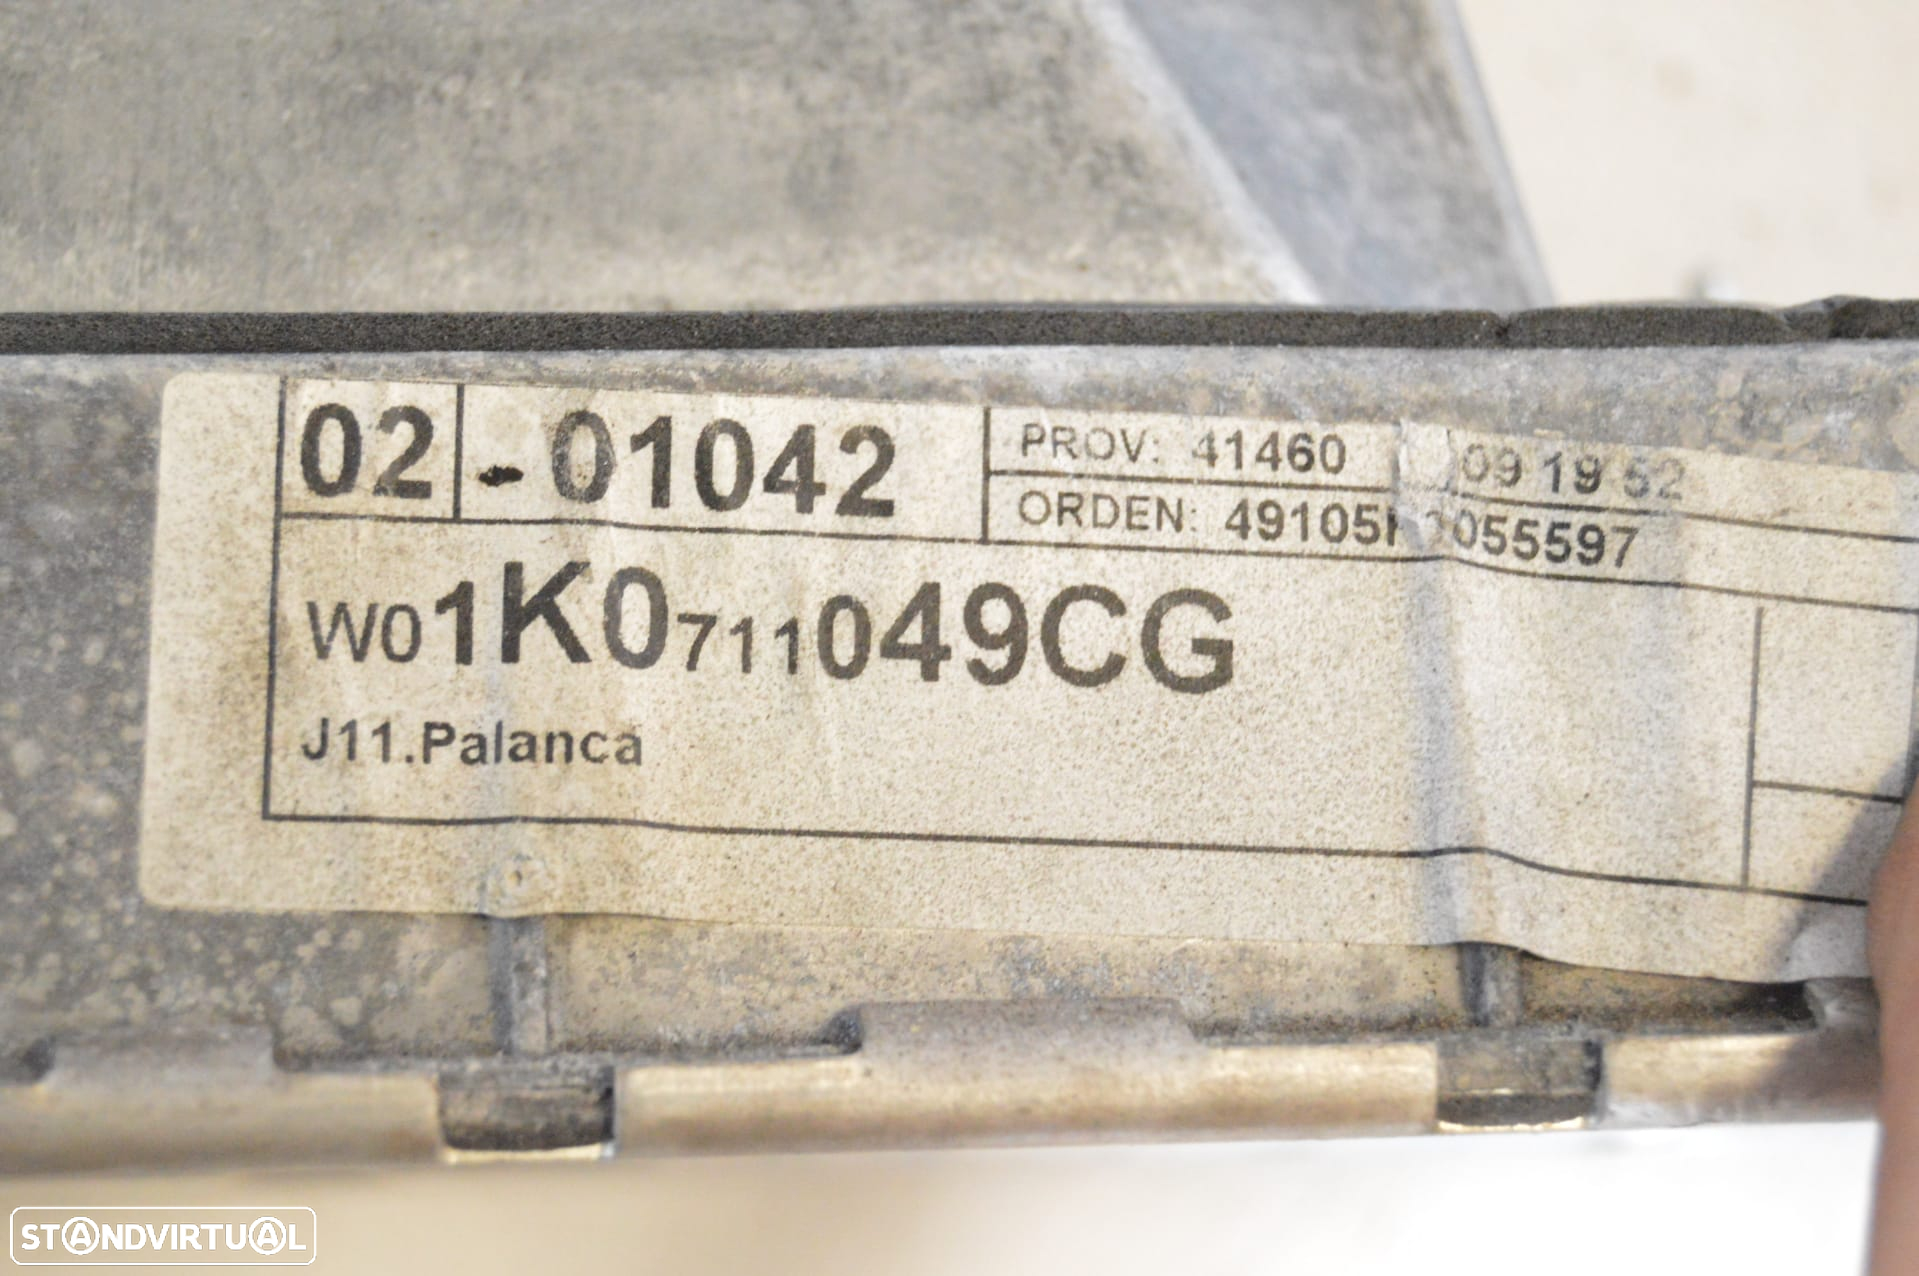 02 - 01042
PROV: 41460 09 19 52
ORDEN: 49105 055597
W01K0711049CG
J11.Palanca
STANDVIRTUAL